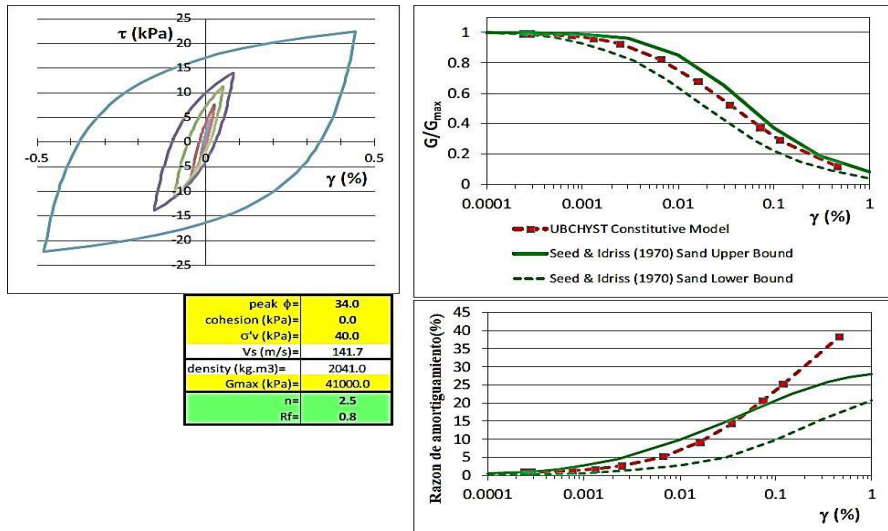 τ (kPa)
25
20
15
10
5
0
-5
-10
-15
-20
-25
-0.5
0
0.5
γ (%)
peak ϕ= 34.0
cohesion (kPa)= 0.0
σ'v (kPa)= 40.0
Vs (m/s)= 141.7
density (kg.m3)= 2041.0
Gmax (kPa)= 41000.0
n= 2.5
Rf= 0.8
G/Gmax
1
0.8
0.6
0.4
0.2
0
0.0001 0.001 0.01 0.1 1
γ (%)
UBCHYST Constitutive Model
Seed & Idriss (1970) Sand Upper Bound
Seed & Idriss (1970) Sand Lower Bound
Razon de amortiguamiento(%)
45
40
35
30
25
20
15
10
5
0
0.0001 0.001 0.01 0.1 1
γ (%)